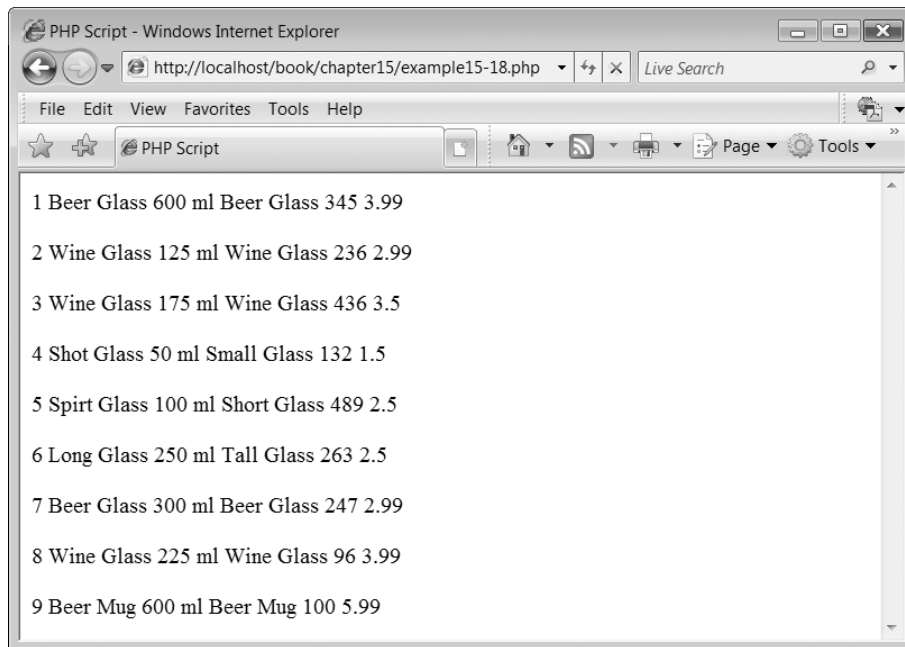 PHP Script - Windows Internet Explorer
http://localhost/book/chapter15/example15-18.php
Live Search
File Edit View Favorites Tools Help
PHP Script
Page
Tools
1 Beer Glass 600 ml Beer Glass 345 3.99
2 Wine Glass 125 ml Wine Glass 236 2.99
3 Wine Glass 175 ml Wine Glass 436 3.5
4 Shot Glass 50 ml Small Glass 132 1.5
5 Spirt Glass 100 ml Short Glass 489 2.5
6 Long Glass 250 ml Tall Glass 263 2.5
7 Beer Glass 300 ml Beer Glass 247 2.99
8 Wine Glass 225 ml Wine Glass 96 3.99
9 Beer Mug 600 ml Beer Mug 100 5.99